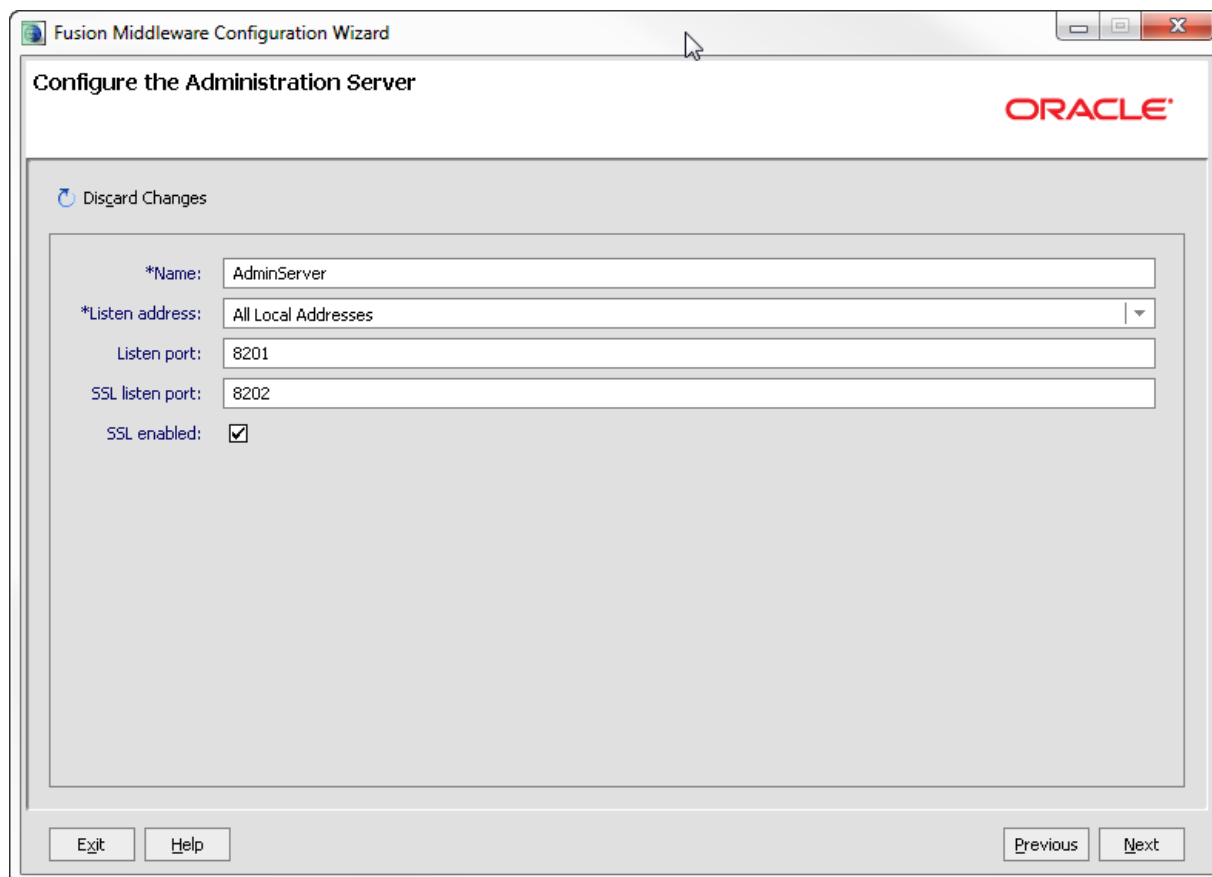 Fusion Middleware Configuration Wizard
Configure the Administration Server
ORACLE
Discard Changes
*Name: AdminServer
*Listen address: All Local Addresses
Listen port: 8201
SSL listen port: 8202
SSL enabled:
Exit Help Previous Next